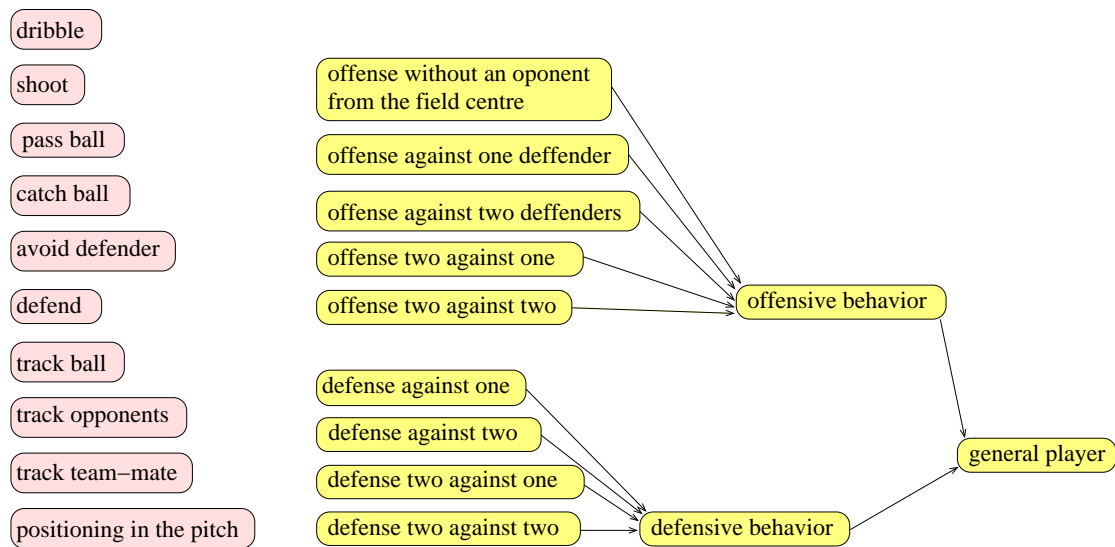 dribble
shoot
pass ball
catch ball
avoid defender
defend
track ball
track opponents
track team−mate
positioning in the pitch
offense without an oponent
from the field centre
offense against one deffender
offense against two deffenders
offense two against one
offense two against two
defense against one
defense against two
defense two against one
defense two against two
offensive behavior
defensive behavior
general player